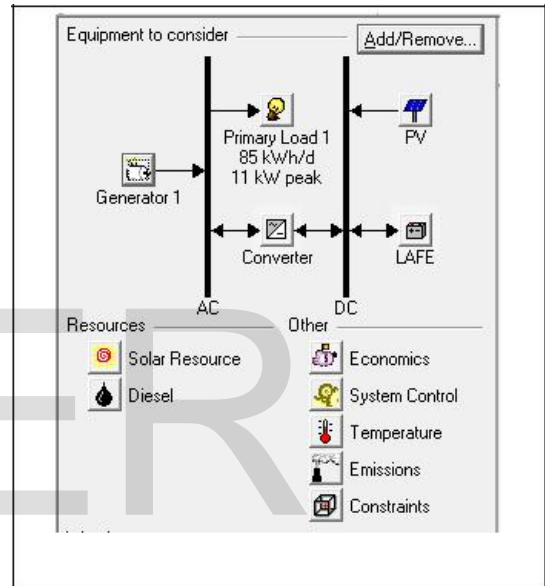 Equipment to consider
Add/Remove...
Primary Load 1
85 kWh/d
11 kW peak
PV
Generator 1
Converter
LAFE
AC
DC
Resources
Other
Solar Resource
Economics
Diesel
System Control
Temperature
Emissions
Constraints
ER